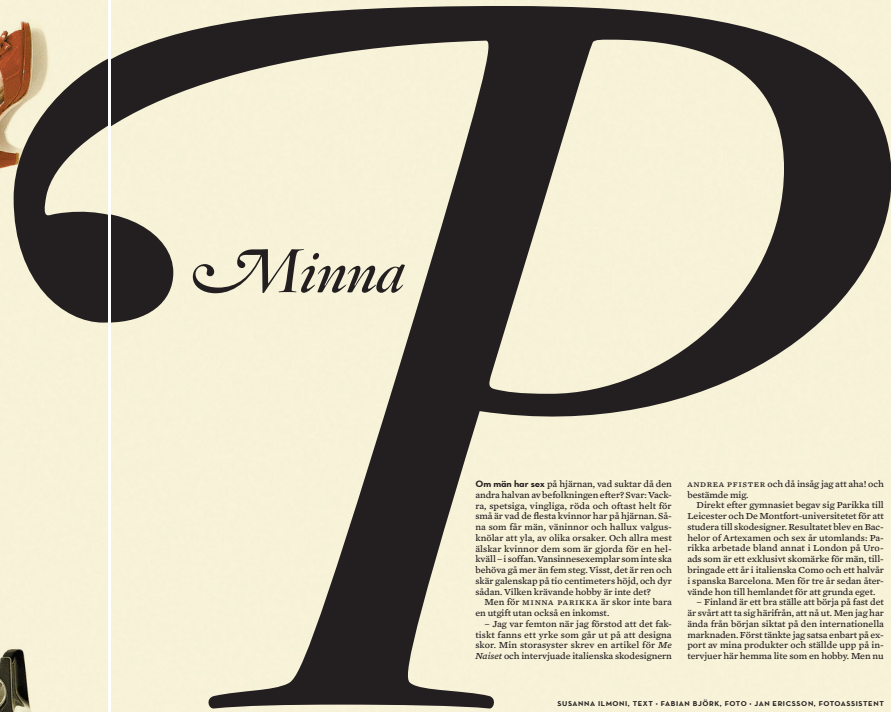 P
Minna
Om män har sex på hjärnan, vad suktar då den
andra halvan av befolkningen efter? Svar: Vack-
ra, spetsiga, vingliga, röda och oftast helt för
små är vad de flesta kvinnor har på hjärnan. Så-
na som får män, väninnor och hallux valgus-
knölar att yla, av olika orsaker. Och allra mest
älskar kvinnor dem som är gjorda för en hel-
kväll – i soffan. Vansinnesexemplar som inte ska
behöva gå mer än fem steg. Visst, det är ren och
skär galenskap på tio centimeters höjd, och dyr
sådan. Vilken krävande hobby är inte det?
Men för MINNA PARIKKA är skor inte bara
en utgift utan också en inkomst.
– Jag var femton när jag förstod att det fak-
tiskt fanns ett yrke som går ut på att designa
skor. Min storasyster skrev en artikel för Me
Naiset och intervjuade italienska skodesignern
ANDREA PFISTER och då insåg jag att aha! och
bestämde mig.
Direkt efter gymnasiet begav sig Parikka till
Leicester och De Montfort-universitetet för att
studera till skodesigner. Resultatet blev en Bac-
helor of Artexamen och sex år utomlands: Pa-
rikka arbetade bland annat i London på Uro-
ads som är ett exklusivt skomärke för män, till-
bringade ett år i italienska Como och ett halvår
i spanska Barcelona. Men för tre år sedan åter-
vände hon till hemlandet för att grunda eget.
– Finland är ett bra ställe att börja på fast det
är svårt att ta sig härifrån, att nå ut. Men jag har
ända från början siktat på den internationella
marknaden. Först tänkte jag satsa enbart på ex-
port av mina produkter och ställde upp på in-
tervjuer här hemma lite som en hobby. Men nu
SUSANNA ILMONI, TEXT • FABIAN BJÖRK, FOTO • JAN ERICSSON, FOTOASSISTENT